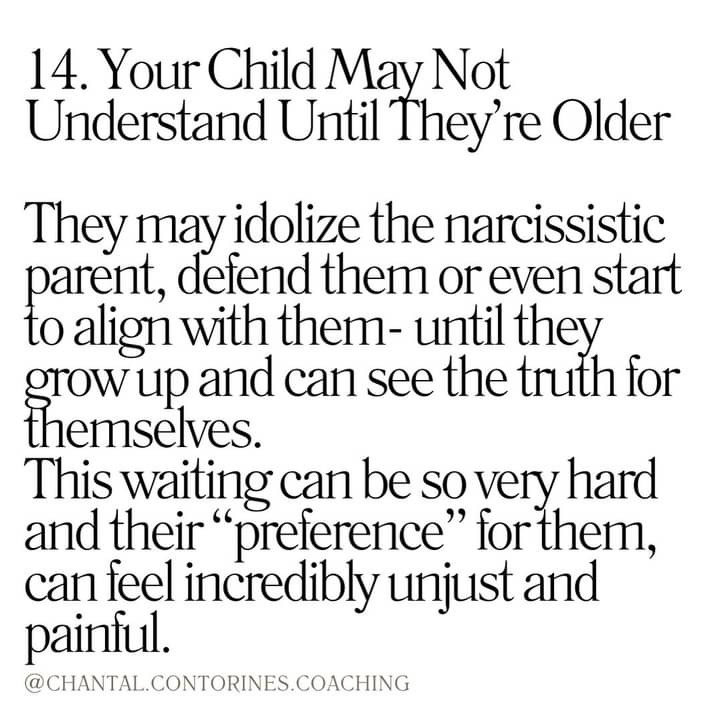 14. Your Child May Not
Understand Until They’re Older
They may idolize the narcissistic
parent, defend them or even start
to align with them- until they
grow up and can see the truth for
themselves.
This waiting can be so very hard
and their “preference” for them,
can feel incredibly unjust and
painful.
@CHANTAL.CONTORINES.COACHING